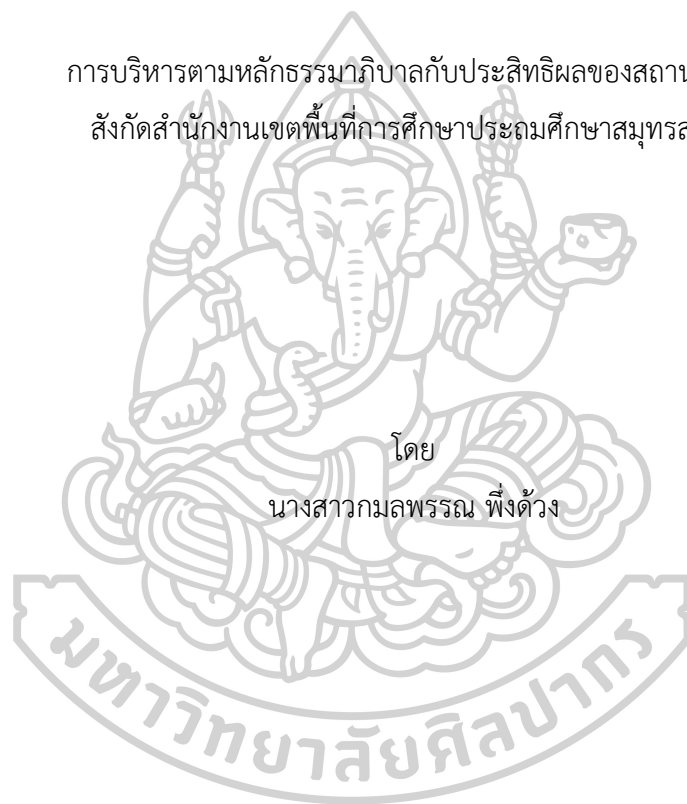 การบริหารตามหลักธรรมาภิบาลกับประสิทธิผลของสถาน
สังกัดสำนักงานเขตพื้นที่การศึกษาประถมศึกษาสมุทรส
โดย
นางสาวกมลพรรณ พึ่งด้วง
มหาวิทยาลัยศิลปากร